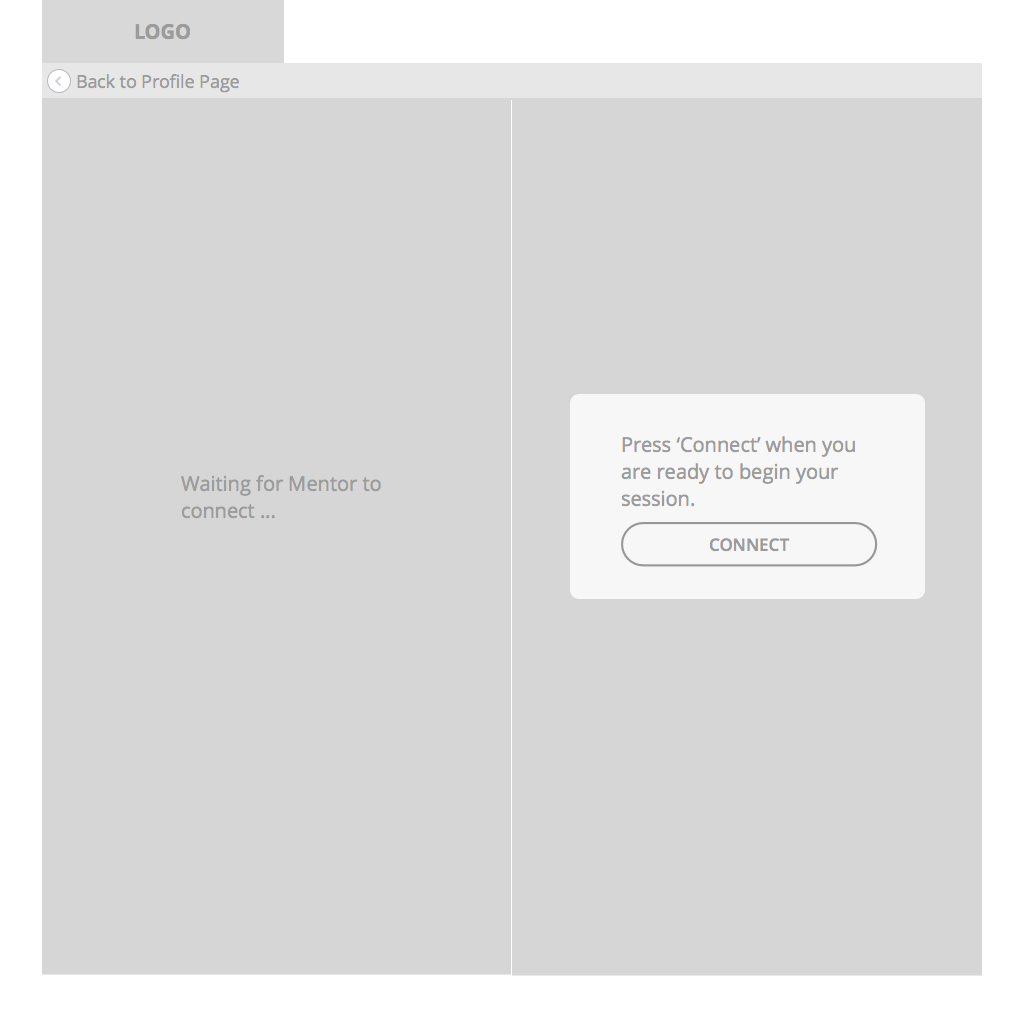 LOGO
Back to Profile Page
Waiting for Mentor to
connect ...
Press ‘Connect’ when you
are ready to begin your
session.
CONNECT